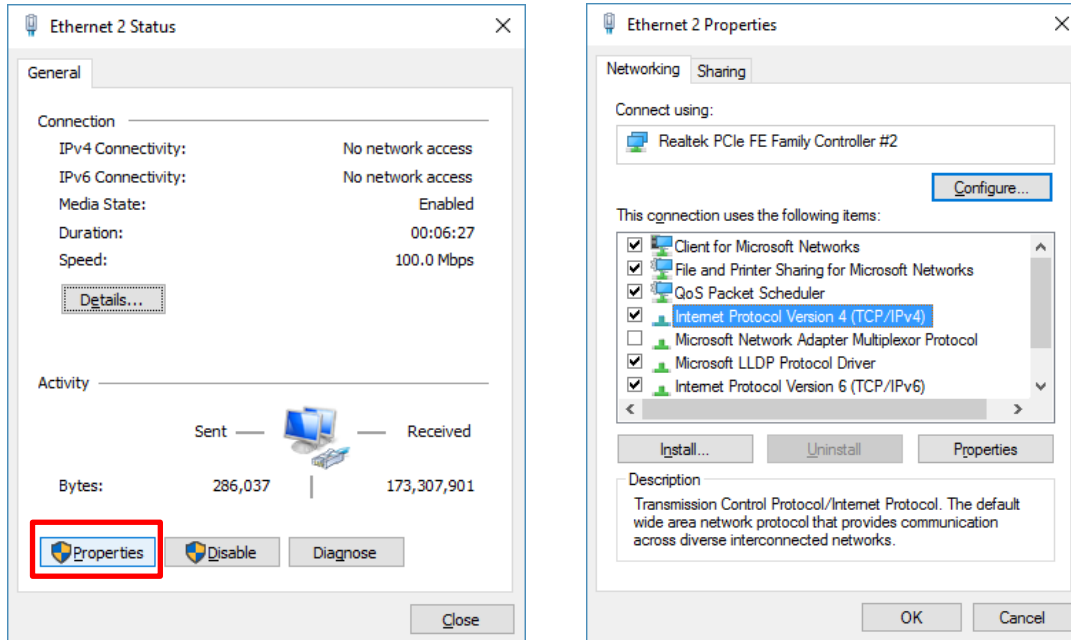 Ethernet 2 Status
General
Connection
IPv4 Connectivity: No network access
IPv6 Connectivity: No network access
Media State: Enabled
Duration: 00:06:27
Speed: 100.0 Mbps
Details...
Activity
Sent Received
Bytes: 286,037 173,307,901
Properties Disable Diagnose
Close
Ethernet 2 Properties
Networking Sharing
Connect using:
Realtek PCIe FE Family Controller #2
Configure...
This connection uses the following items:
Client for Microsoft Networks
File and Printer Sharing for Microsoft Networks
QoS Packet Scheduler
Internet Protocol Version 4 (TCP/IPv4)
Microsoft Network Adapter Multiplexor Protocol
Microsoft LLDP Protocol Driver
Internet Protocol Version 6 (TCP/IPv6)
Install... Uninstall Properties
Description
Transmission Control Protocol/Internet Protocol. The default
wide area network protocol that provides communication
across diverse interconnected networks.
OK Cancel